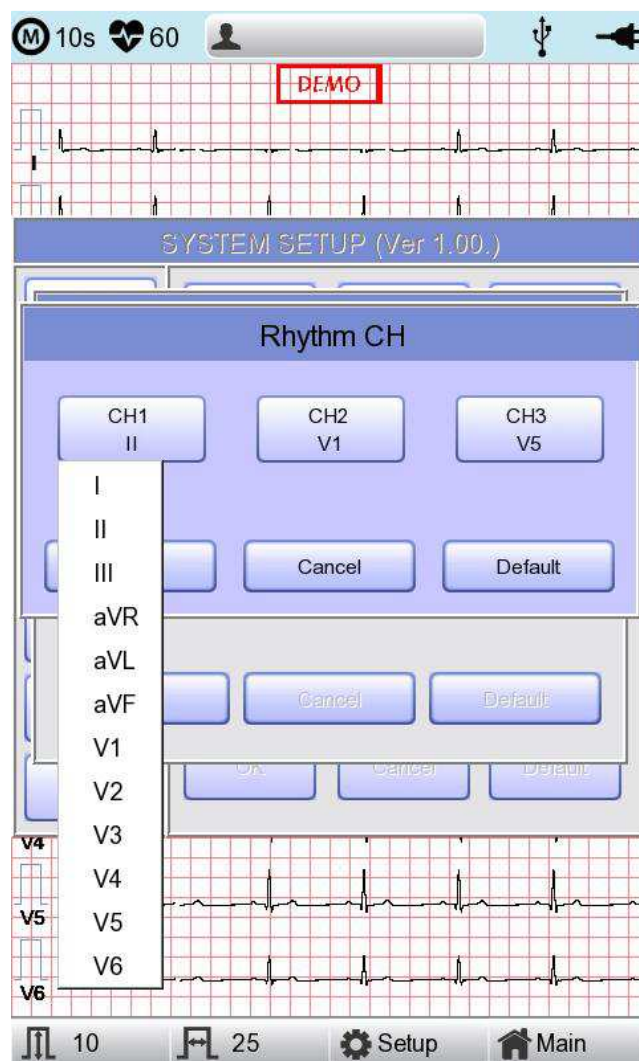 M 10s 60
DEMO
I
SYSTEM SETUP (Ver 1.00.)
Rhythm CH
CH1 CH2 CH3
II V1 V5
I
II
Cancel Default
III
aVR
aVL
Cancel Default
aVF
V1
OK Cancel Default
V2
V3
V4
V4
V5
V5
V6
V6
10 25 Setup Main